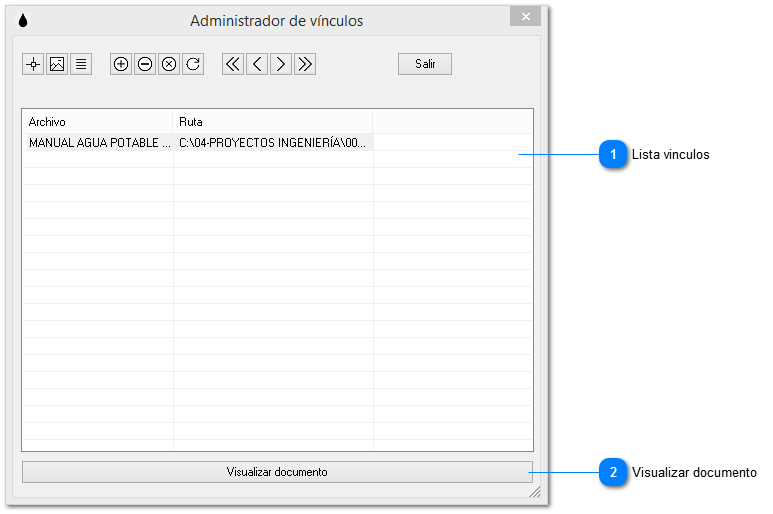 Administrador de vínculos
Salir
Archivo Ruta
MANUAL AGUA POTABLE ... C:\04-PROYECTOS INGENIERÍA\00...
1 Lista vinculos
Visualizar documento
2 Visualizar documento